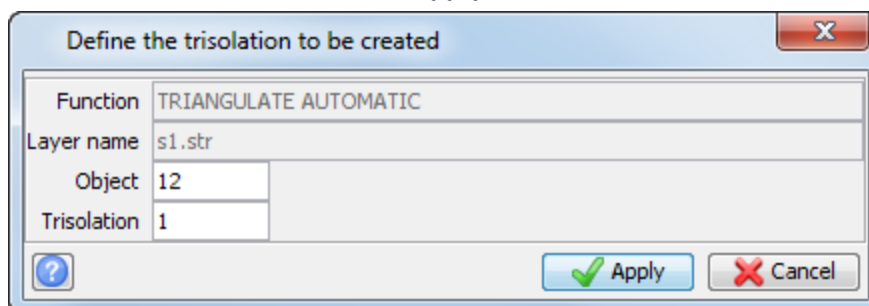 Define the trisolation to be created
Function TRIANGULATE AUTOMATIC
Layer name s1.str
Object 12
Trisolation 1
? Apply Cancel